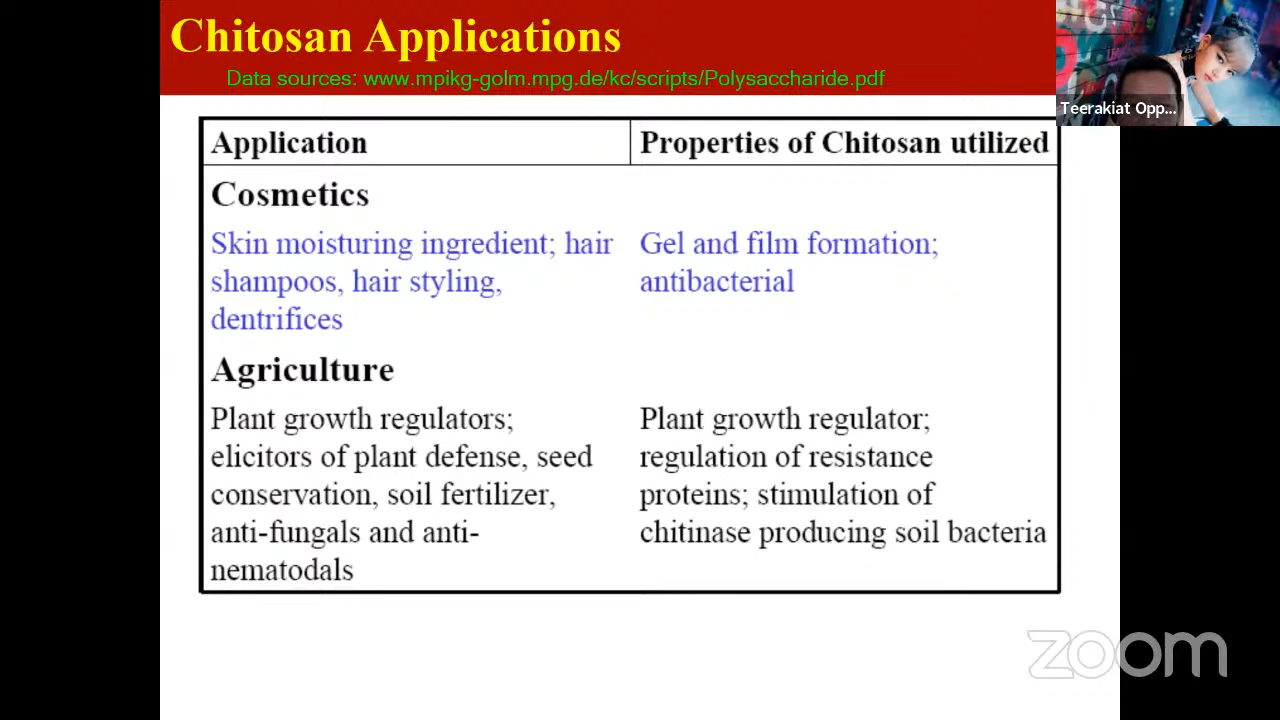 Chitosan Applications
Data sources: www.mpikg-golm.mpg.de/kc/scripts/Polysaccharide.pdf
Teerakiat Opp...
Application
Properties of Chitosan utilized
Cosmetics
Skin moisturing ingredient; hair
shampoos, hair styling,
dentrifices
Gel and film formation;
antibacterial
Agriculture
Plant growth regulators;
elicitors of plant defense, seed
conservation, soil fertilizer,
anti-fungals and anti-
nematodals
Plant growth regulator;
regulation of resistance
proteins; stimulation of
chitinase producing soil bacteria
zoom